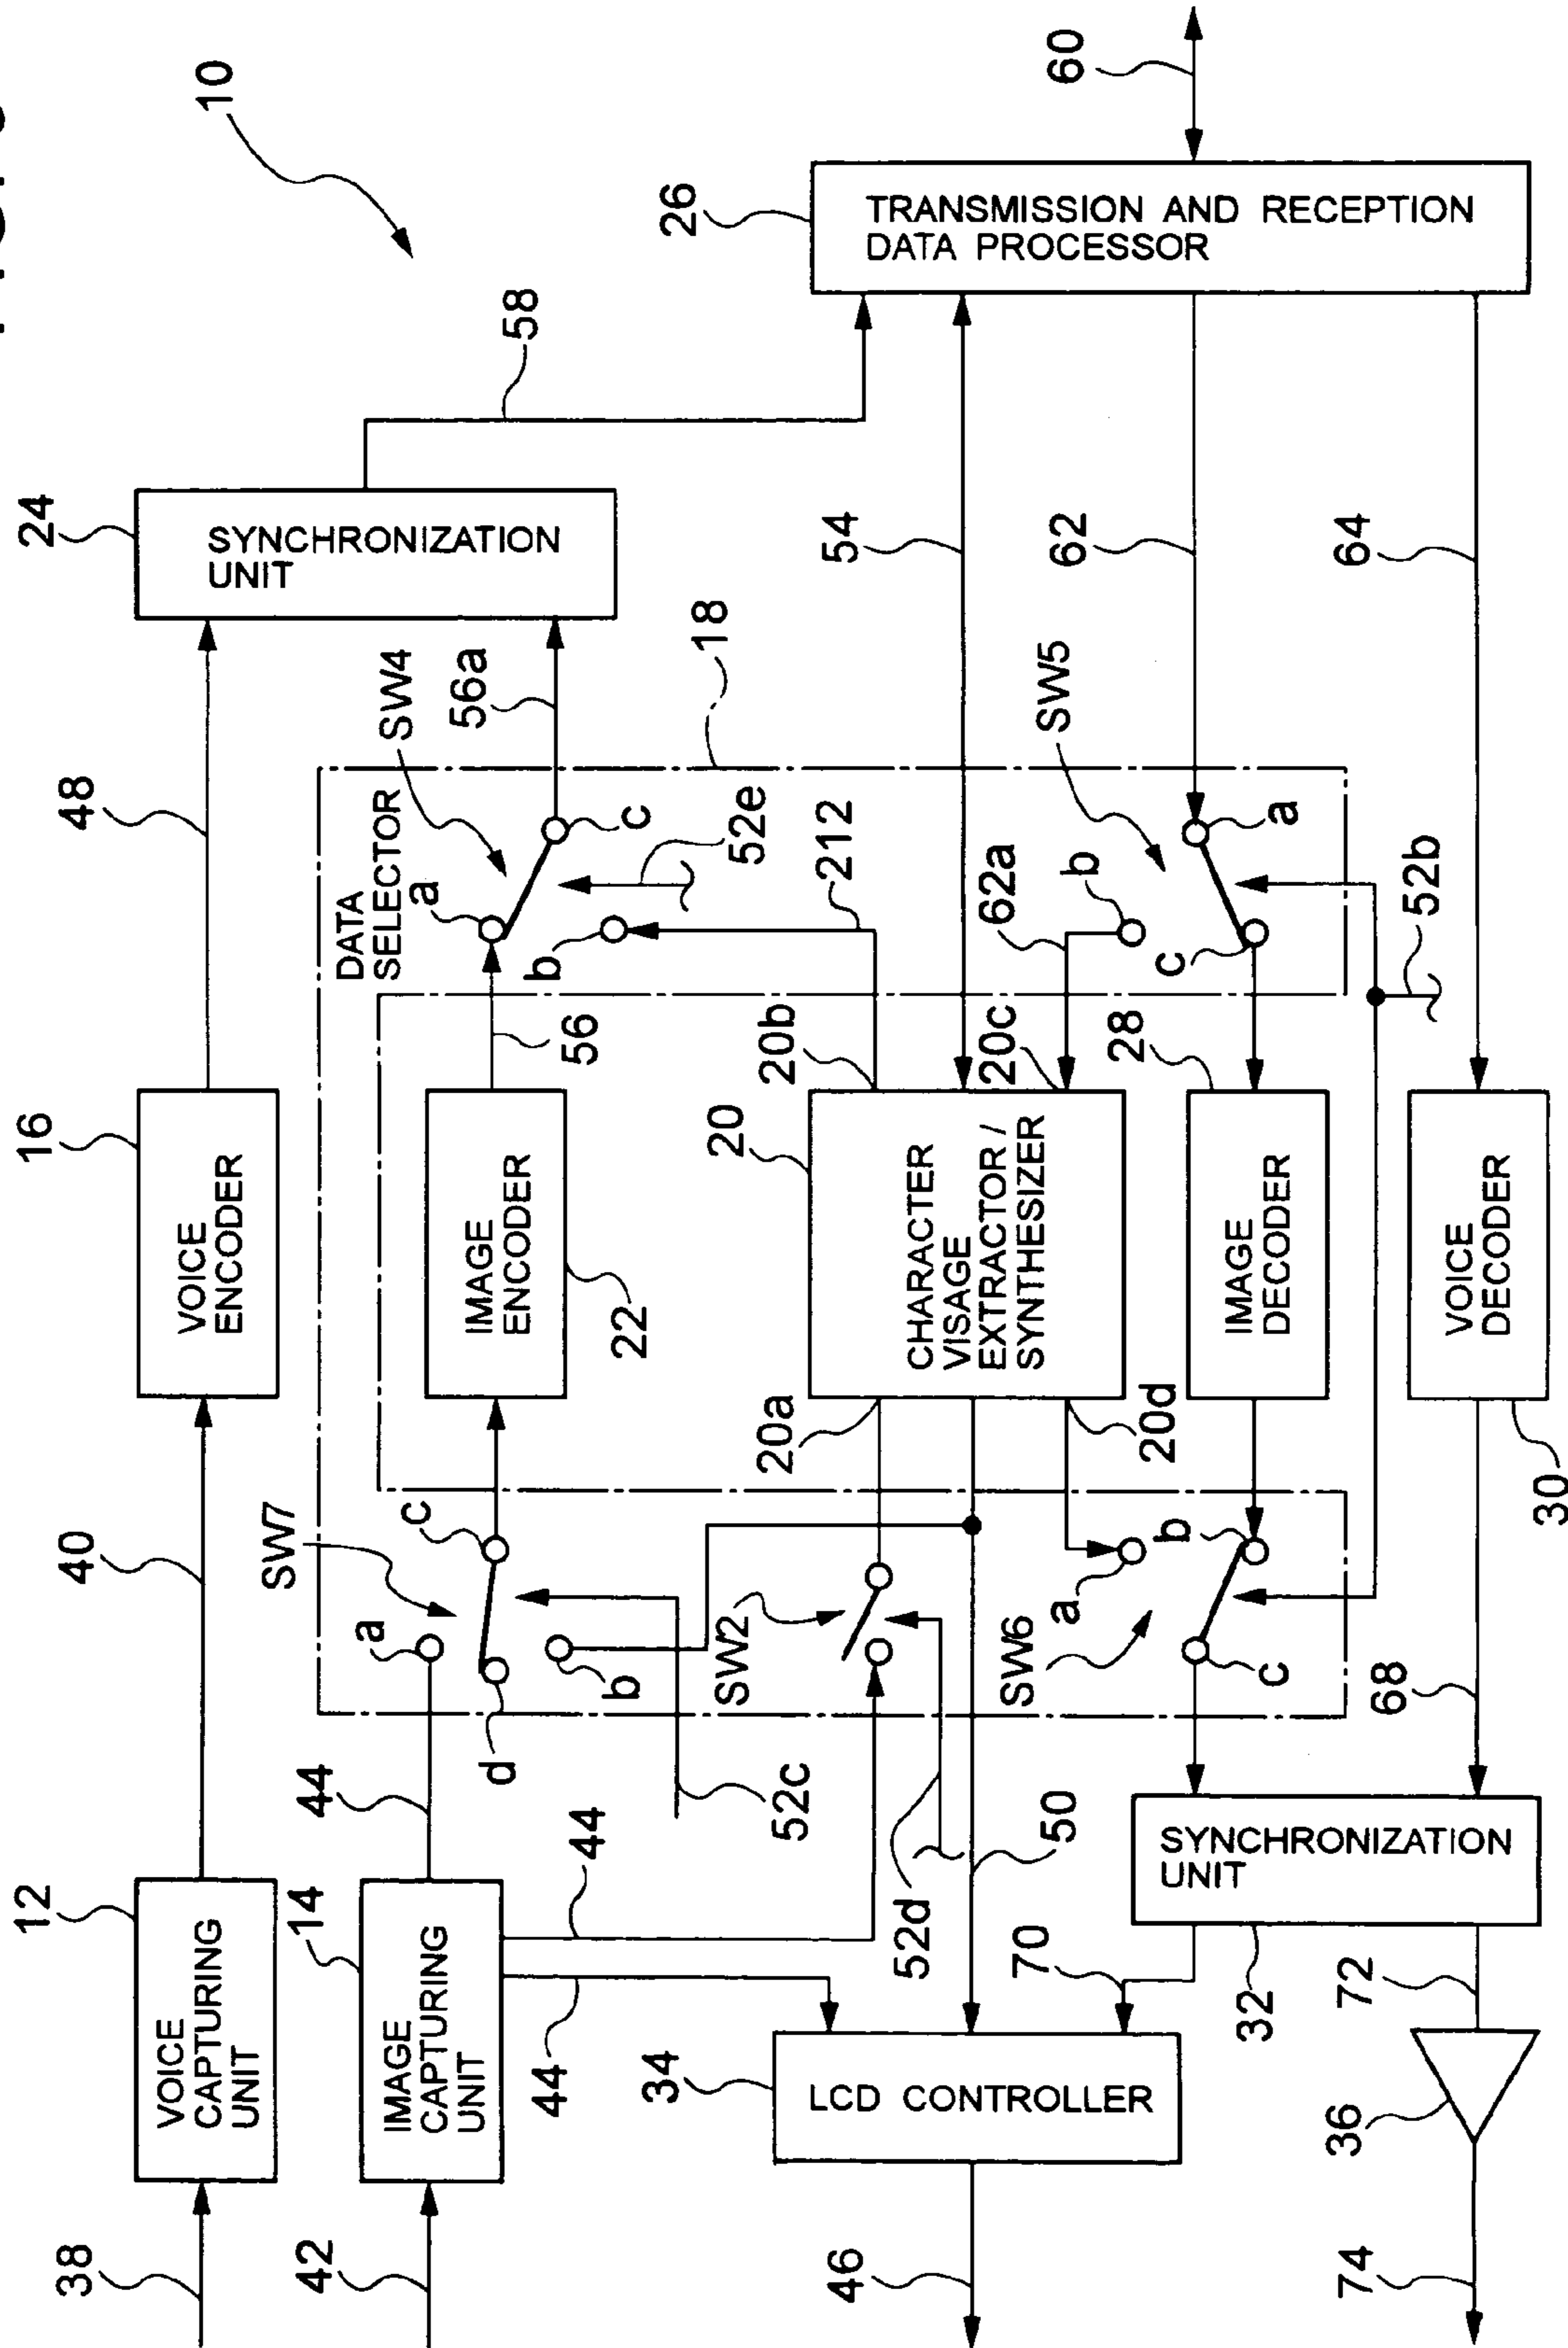 10
38
12
VOICE
CAPTURING
UNIT
40
16
VOICE
ENCODER
48
24
SYNCHRONIZATION
UNIT
58
42
14
IMAGE
CAPTURING
UNIT
44
44
44
SW7
a
d
b
c
52c
22
IMAGE
ENCODER
56
DATA
SELECTOR
a
b
c
SW4
52e
56a
18
212
SW2
52d
50
20a
20
20b
20c
20d
CHARACTER
VISAGE
EXTRACTOR /
SYNTHESIZER
54
26
TRANSMISSION AND RECEPTION
DATA PROCESSOR
60
46
34
LCD CONTROLLER
70
SW6
a
b
c
28
IMAGE
DECODER
62a
b
c
a
SW5
62
52b
32
SYNCHRONIZATION
UNIT
68
30
VOICE
DECODER
64
74
36
72